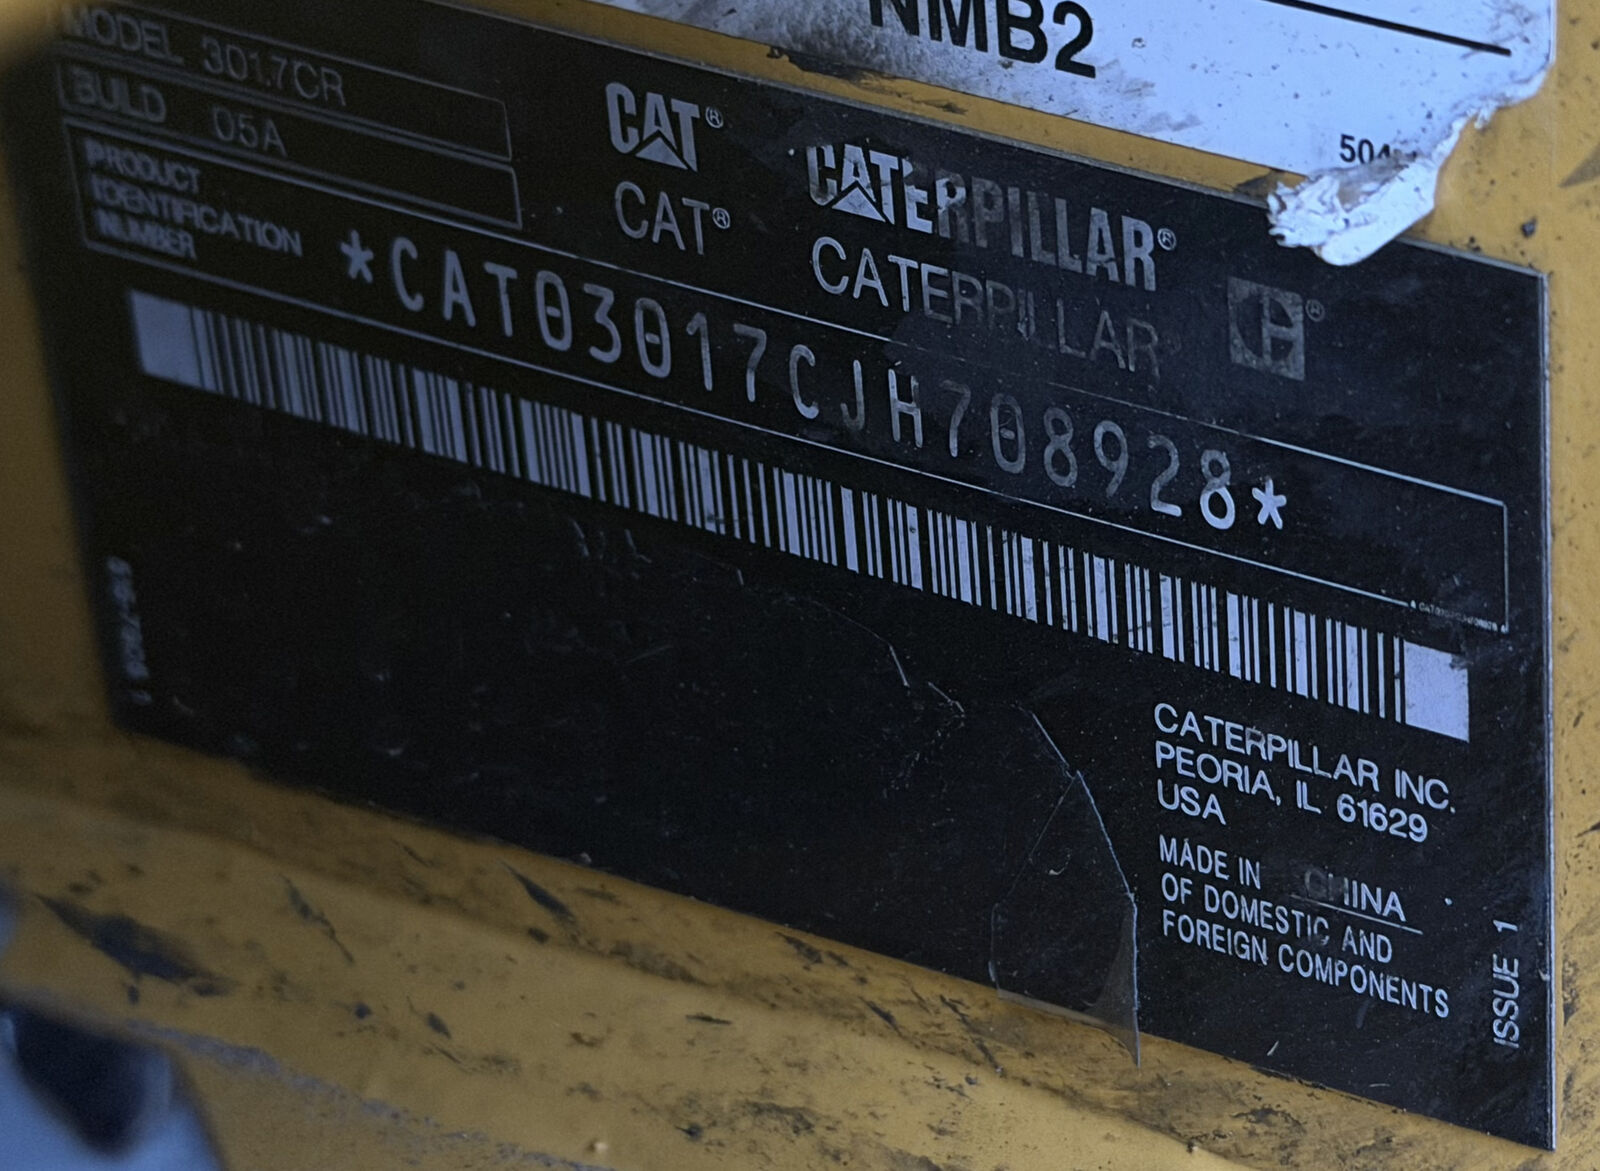 NMB2
MODEL 301.7CR
BUILD 05A
PRODUCT
IDENTIFICATION
NUMBER
*CAT03017CJH708928*
CAT®
CAT®
CATERPILLAR®
CATERPILLAR®
H®
CATERPILLAR INC.
PEORIA, IL 61629
USA
MADE IN CHINA
OF DOMESTIC AND
FOREIGN COMPONENTS
ISSUE 1